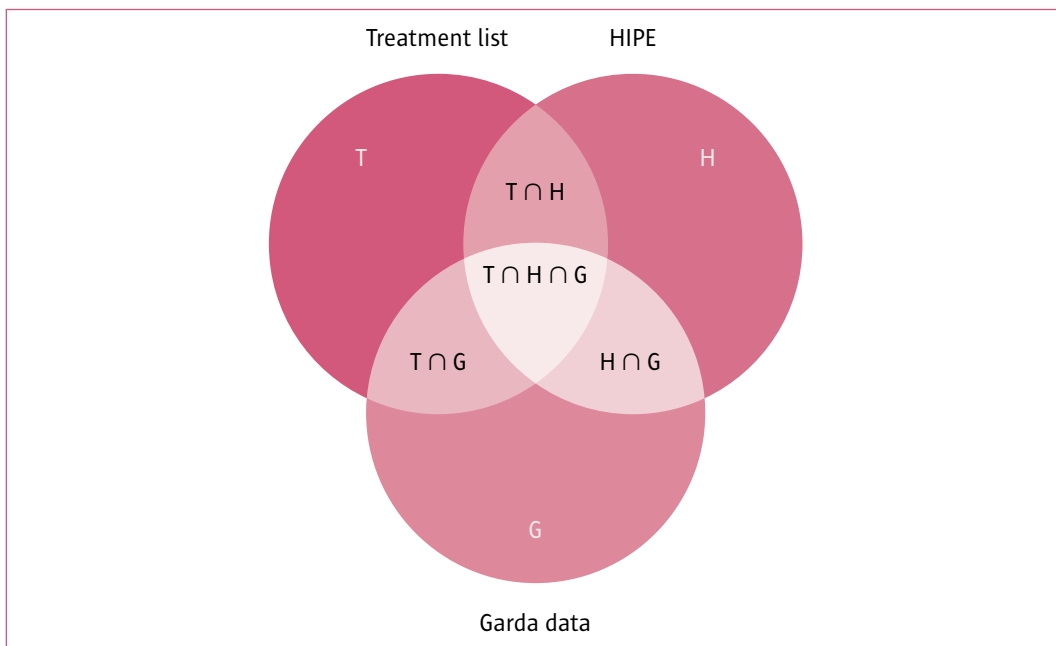 Treatment list HIPE
T H
T ∩ H
T ∩ H ∩ G
T ∩ G H ∩ G
G
Garda data